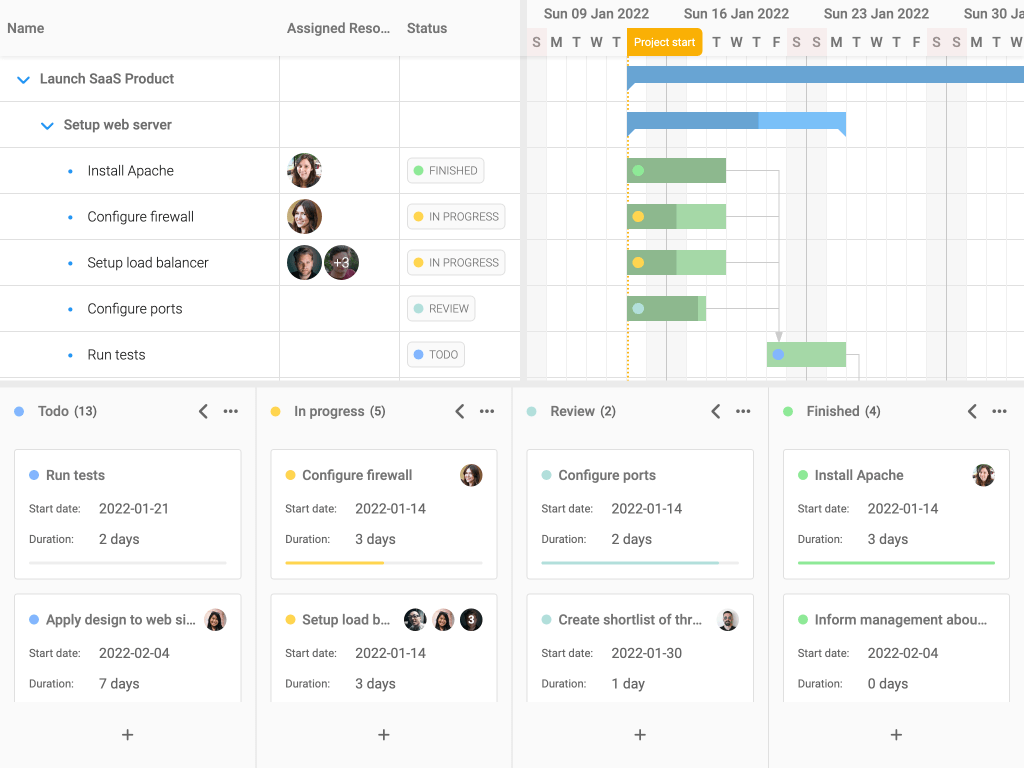 Name Assigned Reso... Status
Sun 09 Jan 2022 Sun 16 Jan 2022 Sun 23 Jan 2022 Sun 30 Ja
S M T W T Project start T W T F S S M T W T F S S M T W
Launch SaaS Product
Setup web server
Install Apache FINISHED
Configure firewall IN PROGRESS
Setup load balancer +3 IN PROGRESS
Configure ports REVIEW
Run tests TODO
Todo (13) In progress (5) Review (2) Finished (4)
Run tests Configure firewall Configure ports Install Apache
Start date: 2022-01-21 Start date: 2022-01-14 Start date: 2022-01-14 Start date: 2022-01-14
Duration: 2 days Duration: 3 days Duration: 2 days Duration: 3 days
Apply design to web si... Setup load b... 3 Create shortlist of thr... Inform management abou...
Start date: 2022-02-04 Start date: 2022-01-14 Start date: 2022-01-30 Start date: 2022-02-04
Duration: 7 days Duration: 3 days Duration: 1 day Duration: 0 days
+ + + +